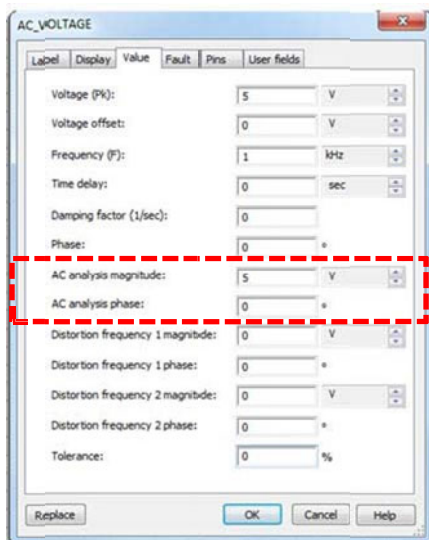 AC_VOLTAGE
Label Display Value Fault Pins User fields
Voltage (Pk): 5 V
Voltage offset: 0 V
Frequency (F): 1 kHz
Time delay: 0 sec
Damping factor (1/sec): 0
Phase: 0 °
AC analysis magnitude: 5 V
AC analysis phase: 0 °
Distortion frequency 1 magnitude: 0 V
Distortion frequency 1 phase: 0 °
Distortion frequency 2 magnitude: 0 V
Distortion frequency 2 phase: 0 °
Tolerance: 0 %
Replace OK Cancel Help